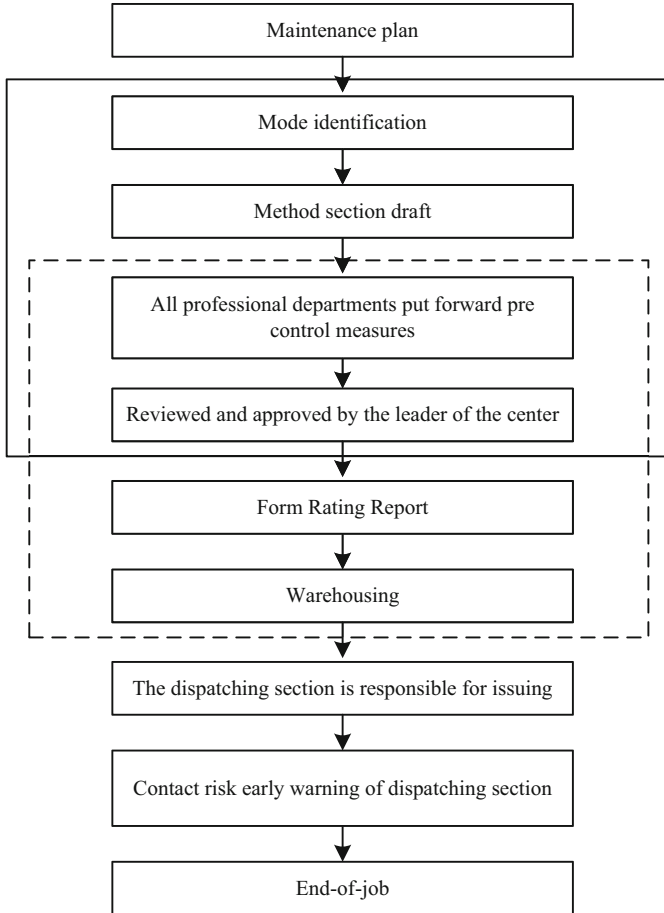 Maintenance plan
Mode identification
Method section draft
All professional departments put forward pre
control measures
Reviewed and approved by the leader of the center
Form Rating Report
Warehousing
The dispatching section is responsible for issuing
Contact risk early warning of dispatching section
End-of-job